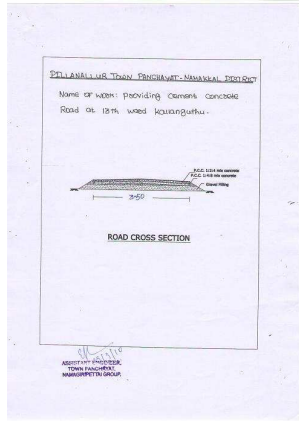 PILLANALLUR TOWN PANCHAYAT - NAMAKKAL DISTRICT
Name of work: Providing Cement Concrete
Road at 13th ward
P.C.C. 1:2:4 mix concrete
P.C.C. 1:4:8 mix concrete
Gravel Filling
3-50
ROAD CROSS SECTION
ASSISTANT ENGINEER,
TOWN PANCHAYAT,
NAMAGIRIPETTAI GROUP.